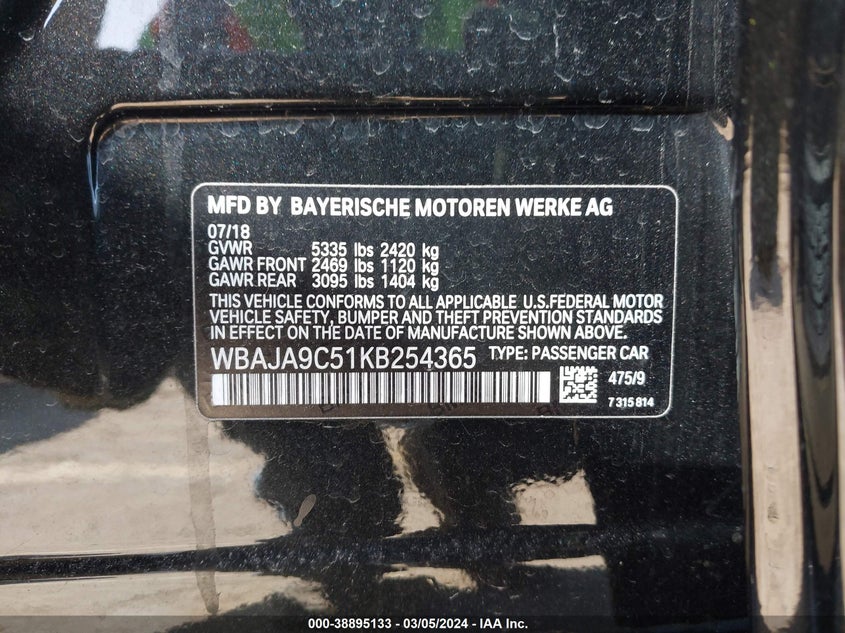 MFD BY BAYERISCHE MOTOREN WERKE AG
07/18
GVWR 5335 lbs 2420 kg
GAWR FRONT 2469 lbs 1120 kg
GAWR REAR 3095 lbs 1404 kg
THIS VEHICLE CONFORMS TO ALL APPLICABLE U.S.FEDERAL MOTOR
VEHICLE SAFETY, BUMPER AND THEFT PREVENTION STANDARDS
IN EFFECT ON THE DATE OF MANUFACTURE SHOWN ABOVE.
WBAJA9C51KB254365 TYPE: PASSENGER CAR
475/9
7 315 814
000-38895133 - 03/05/2024 - IAA Inc.